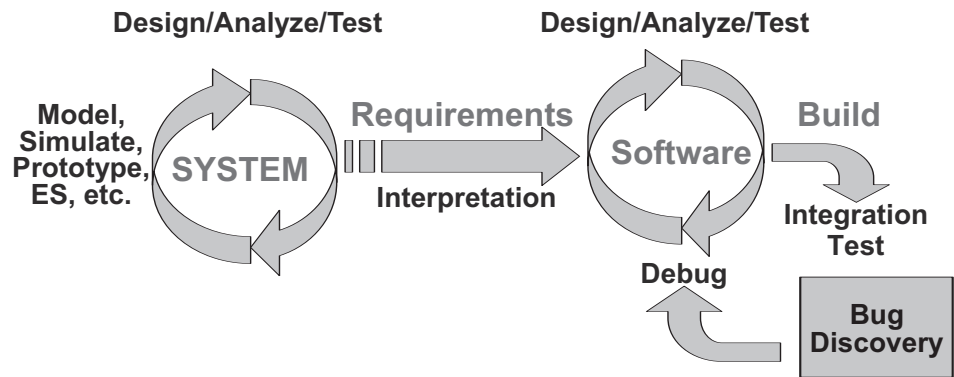 Design/Analyze/Test
Design/Analyze/Test
Model,
Simulate,
Prototype,
ES, etc.
SYSTEM
Requirements
Interpretation
Software
Build
Integration
Test
Debug
Bug
Discovery